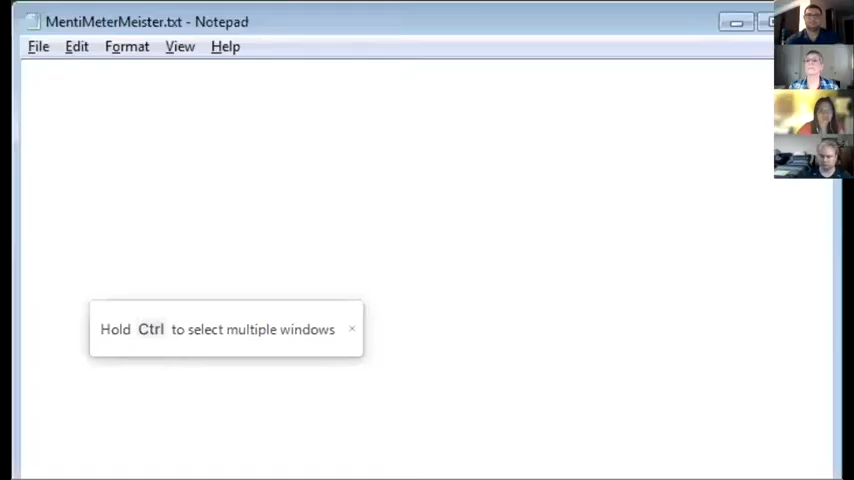 MentiMeterMeister.txt - Notepad
File Edit Format View Help
Hold Ctrl to select multiple windows ×